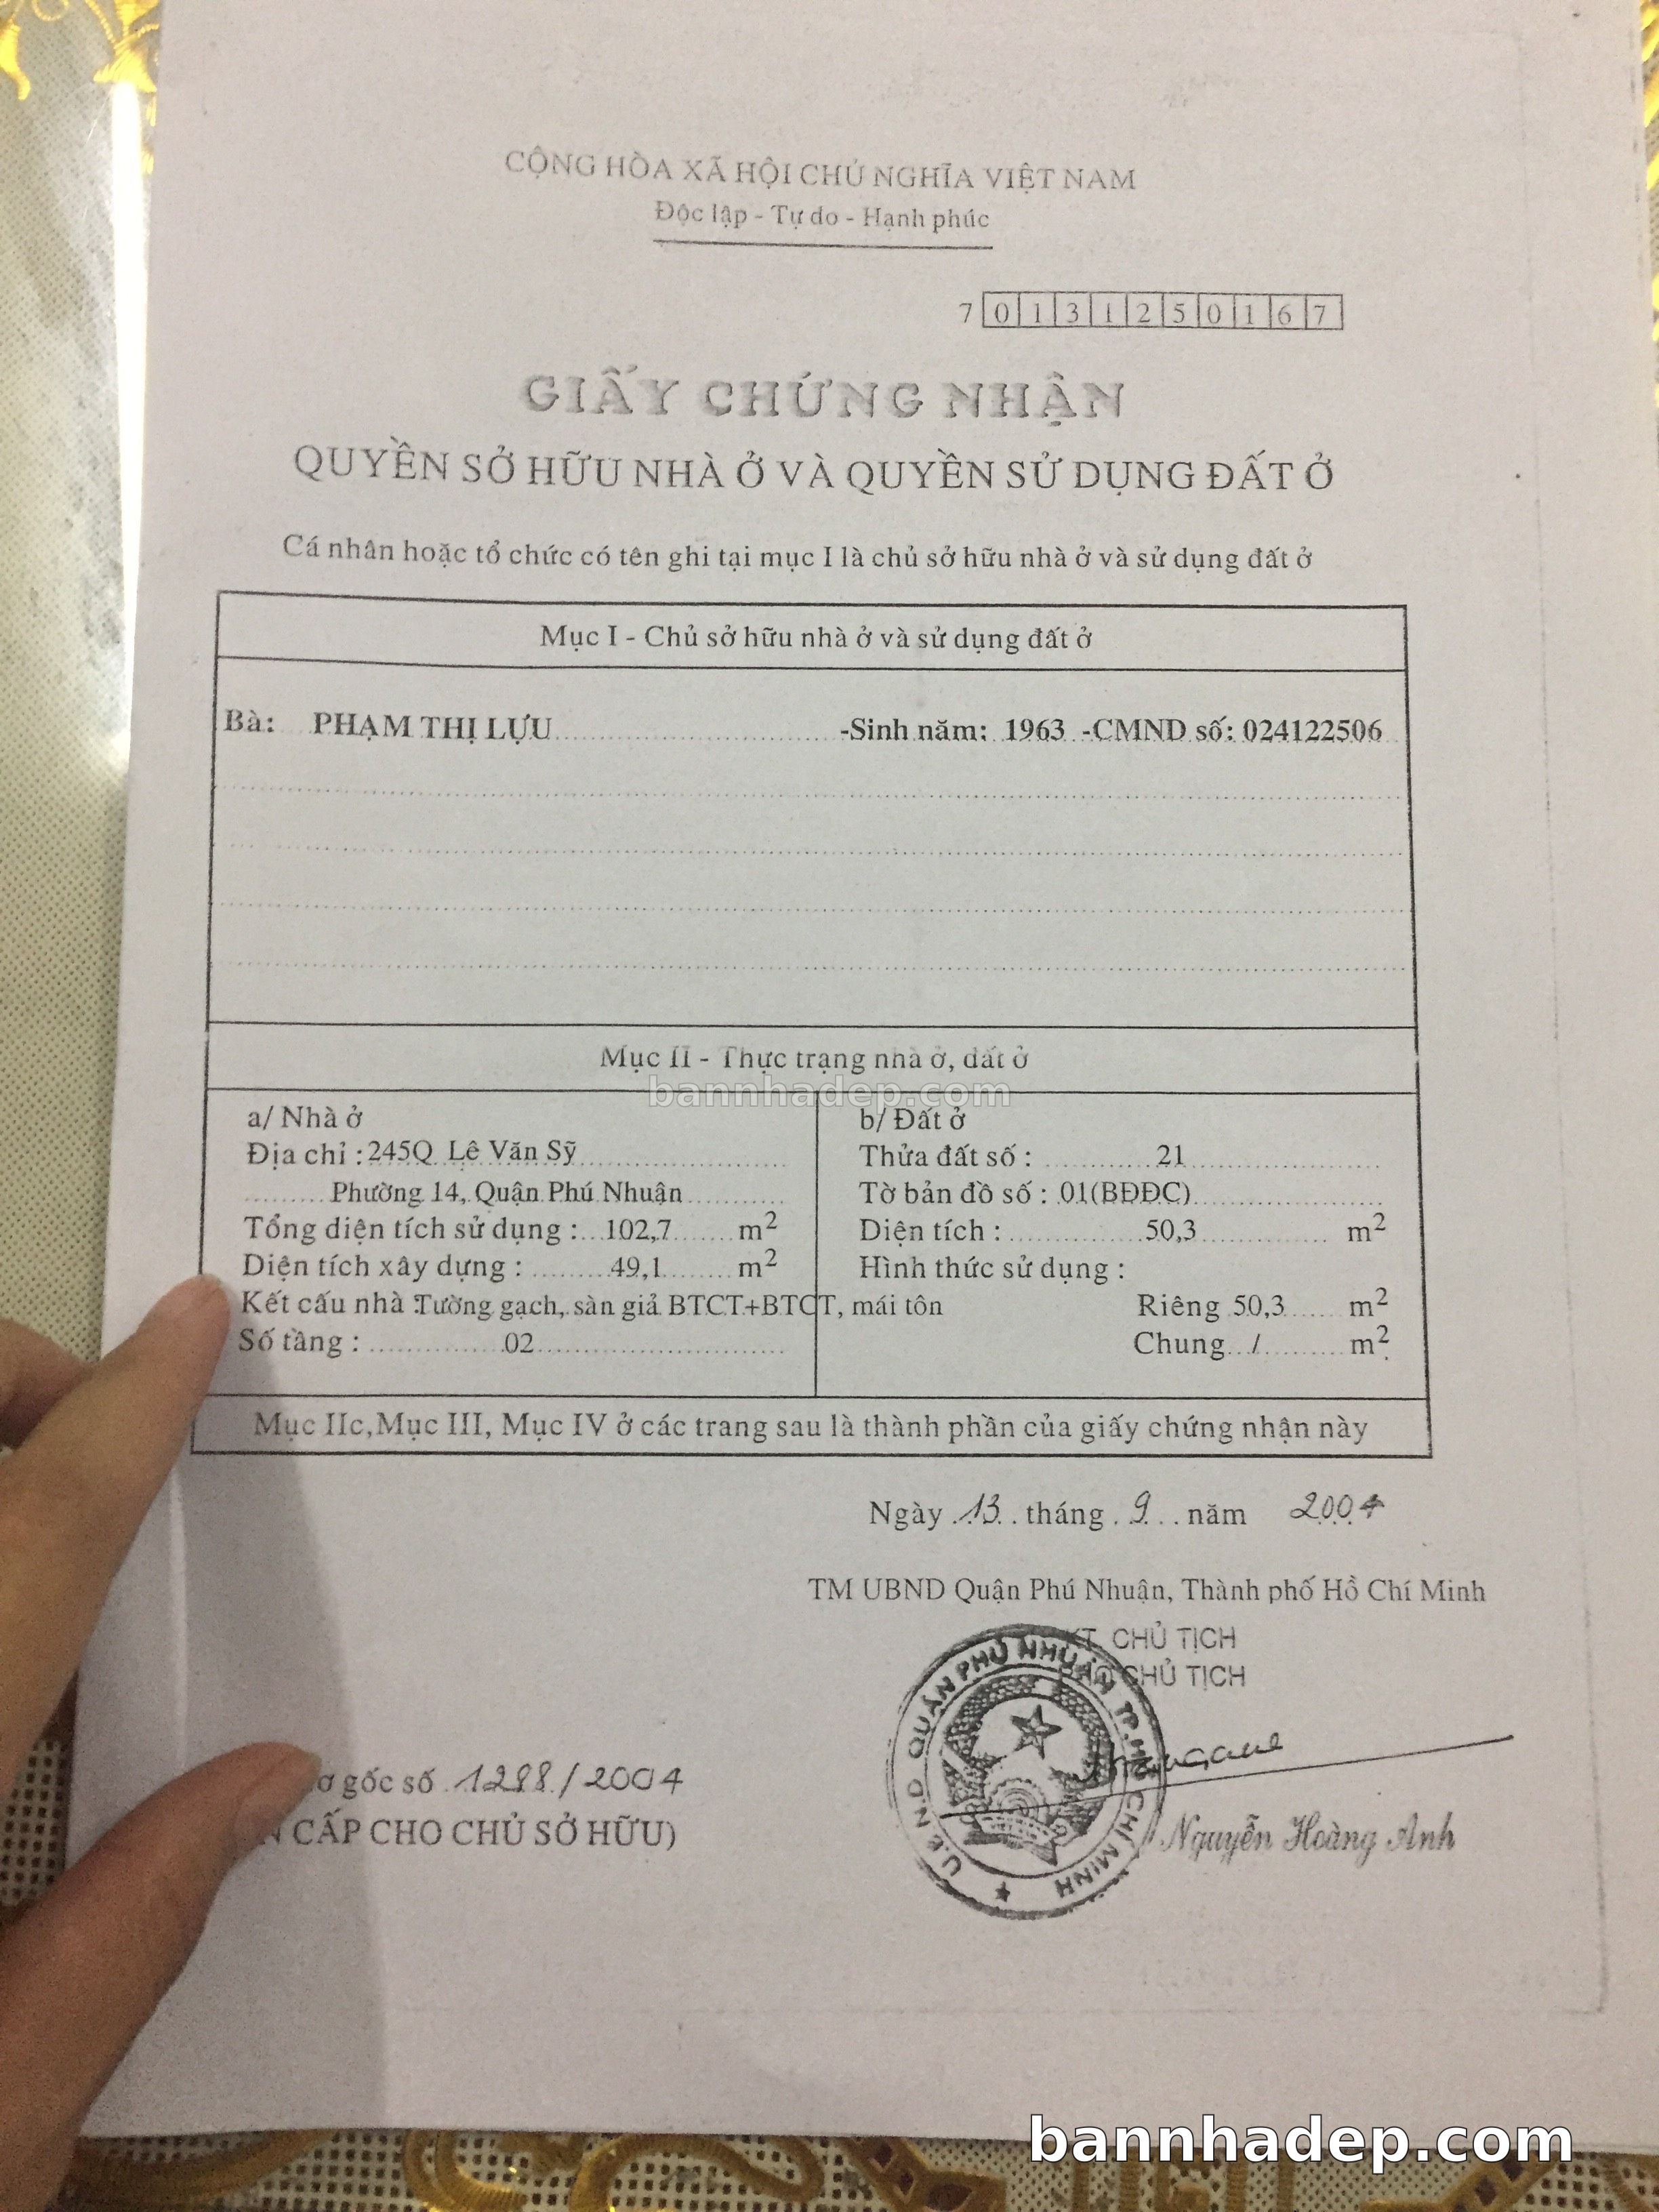 CỘNG HÒA XÃ HỘI CHỦ NGHĨA VIỆT NAM
Độc lập - Tự do - Hạnh phúc
7 0 1 3 1 2 5 0 1 6 7
GIẤY CHỨNG NHẬN
QUYỀN SỞ HỮU NHÀ Ở VÀ QUYỀN SỬ DỤNG ĐẤT Ở
Cá nhân hoặc tổ chức có tên ghi tại mục I là chủ sở hữu nhà ở và sử dụng đất ở
Mục I - Chủ sở hữu nhà ở và sử dụng đất ở
Bà: PHẠM THỊ LỰU -Sinh năm: 1963 -CMND số: 024122506
Mục II - Thực trạng nhà ở, đất ở
bannhadep.com
a/ Nhà ở
Địa chỉ : 245Q Lê Văn Sỹ
Phường 14, Quận Phú Nhuận
Tổng diện tích sử dụng : 102,7 m2
Diện tích xây dựng : 49,1 m2
Kết cấu nhà :Tường gạch, sàn giả BTCT+BTCT, mái tôn
Số tầng : 02
b/ Đất ở
Thửa đất số : 21
Tờ bản đồ số : 01(BĐĐC)
Diện tích : 50,3 m2
Hình thức sử dụng :
Riêng 50,3 m2
Chung / m2
Mục IIc,Mục III, Mục IV ở các trang sau là thành phần của giấy chứng nhận này
Ngày 13 tháng 9 năm 2004
TM UBND Quận Phú Nhuận, Thành phố Hồ Chí Minh
KT. CHỦ TỊCH
PHÓ CHỦ TỊCH
U.B.N.D QUẬN PHÚ NHUẬN TP.HỒ CHÍ MINH
gốc số 1288/2004
CẤP CHO CHỦ SỞ HỮU)
Nguyễn Hoàng Anh
bannhadep.com